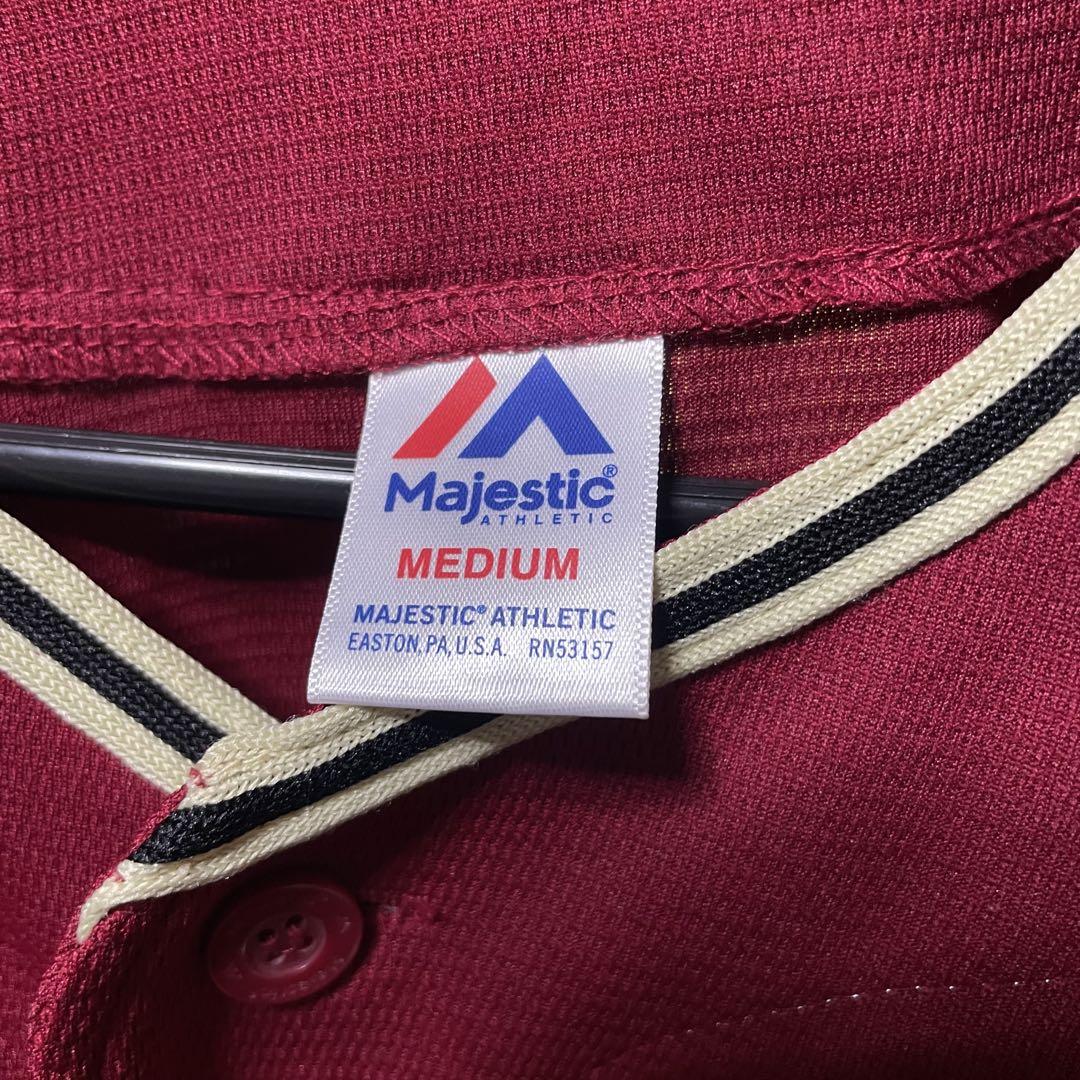 Majestic®
ATHLETIC
MEDIUM
MAJESTIC® ATHLETIC
EASTON, PA, U.S.A. RN53157